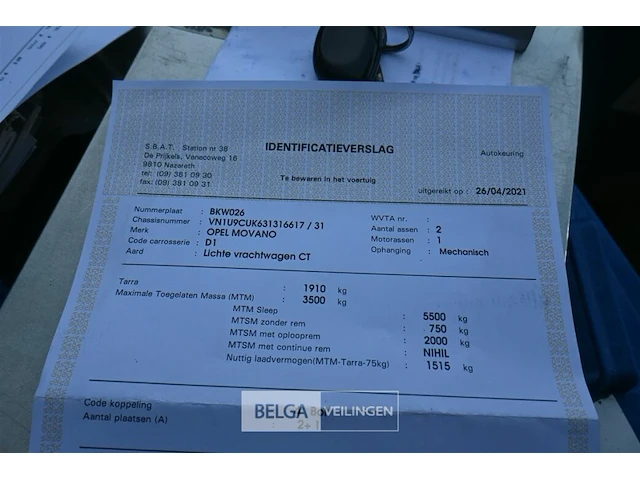 S.B.A.T. Station nr 38
De Prijkels, Venecoweg 16
9810 Nazareth
tel: (09) 381 09 30
fax: (09) 381 09 31
IDENTIFICATIEVERSLAG
Autokeuring
Te bewaren in het voertuig
uitgereikt op : 26/04/2021
Nummerplaat : BKW026
Chassisnummer : VN1U9CUK631316617 / 31
Merk : OPEL MOVANO
Code carrosserie : D1
Aard : Lichte vrachtwagen CT
WVTA nr. :
Aantal assen : 2
Motorassen : 1
Ophanging : Mechanisch
Tarra : 1910 kg
Maximale Toegelaten Massa (MTM) : 3500 kg
MTM Sleep : 5500 kg
MTSM zonder rem : 750 kg
MTSM met oplooprem : 2000 kg
MTSM met continue rem : NIHIL
Nuttig laadvermogen(MTM-Tarra-75kg) : 1515 kg
Code koppeling
Aantal plaatsen (A) : 2+1
BELGA VEILINGEN